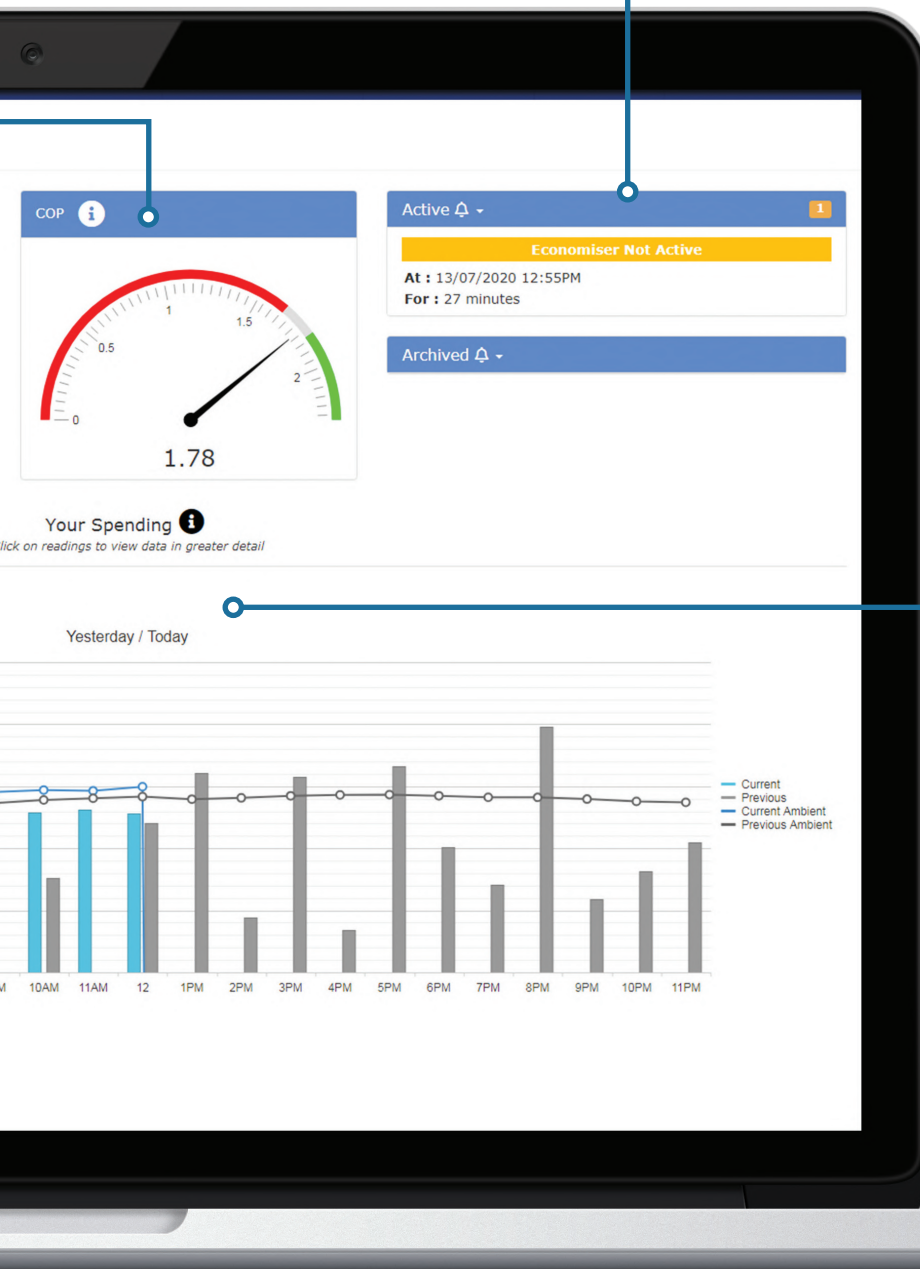 COP i
Active 1
Economiser Not Active
At : 13/07/2020 12:55PM
For : 27 minutes
Archived
0
0.5
1
1.5
2
1.78
Your Spending i
on readings to view data in greater detail
Yesterday / Today
Current
Previous
Current Ambient
Previous Ambient
10AM 11AM 12 1PM 2PM 3PM 4PM 5PM 6PM 7PM 8PM 9PM 10PM 11PM